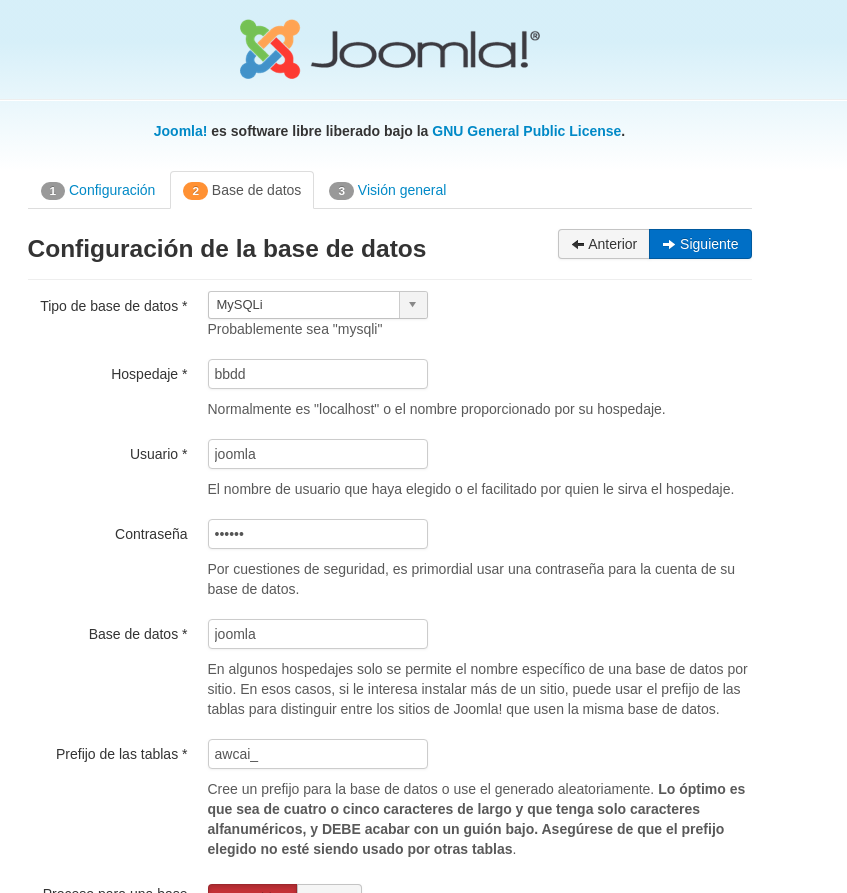 Joomla!®
Joomla! es software libre liberado bajo la GNU General Public License.
1 Configuración 2 Base de datos 3 Visión general
Configuración de la base de datos
Anterior Siguiente
Tipo de base de datos * MySQLi
Probablemente sea "mysqli"
Hospedaje * bbdd
Normalmente es "localhost" o el nombre proporcionado por su hospedaje.
Usuario * joomla
El nombre de usuario que haya elegido o el facilitado por quien le sirva el hospedaje.
Contraseña ••••••
Por cuestiones de seguridad, es primordial usar una contraseña para la cuenta de su
base de datos.
Base de datos * joomla
En algunos hospedajes solo se permite el nombre específico de una base de datos por
sitio. En esos casos, si le interesa instalar más de un sitio, puede usar el prefijo de las
tablas para distinguir entre los sitios de Joomla! que usen la misma base de datos.
Prefijo de las tablas * awcai_
Cree un prefijo para la base de datos o use el generado aleatoriamente. Lo óptimo es
que sea de cuatro o cinco caracteres de largo y que tenga solo caracteres
alfanuméricos, y DEBE acabar con un guión bajo. Asegúrese de que el prefijo
elegido no esté siendo usado por otras tablas.